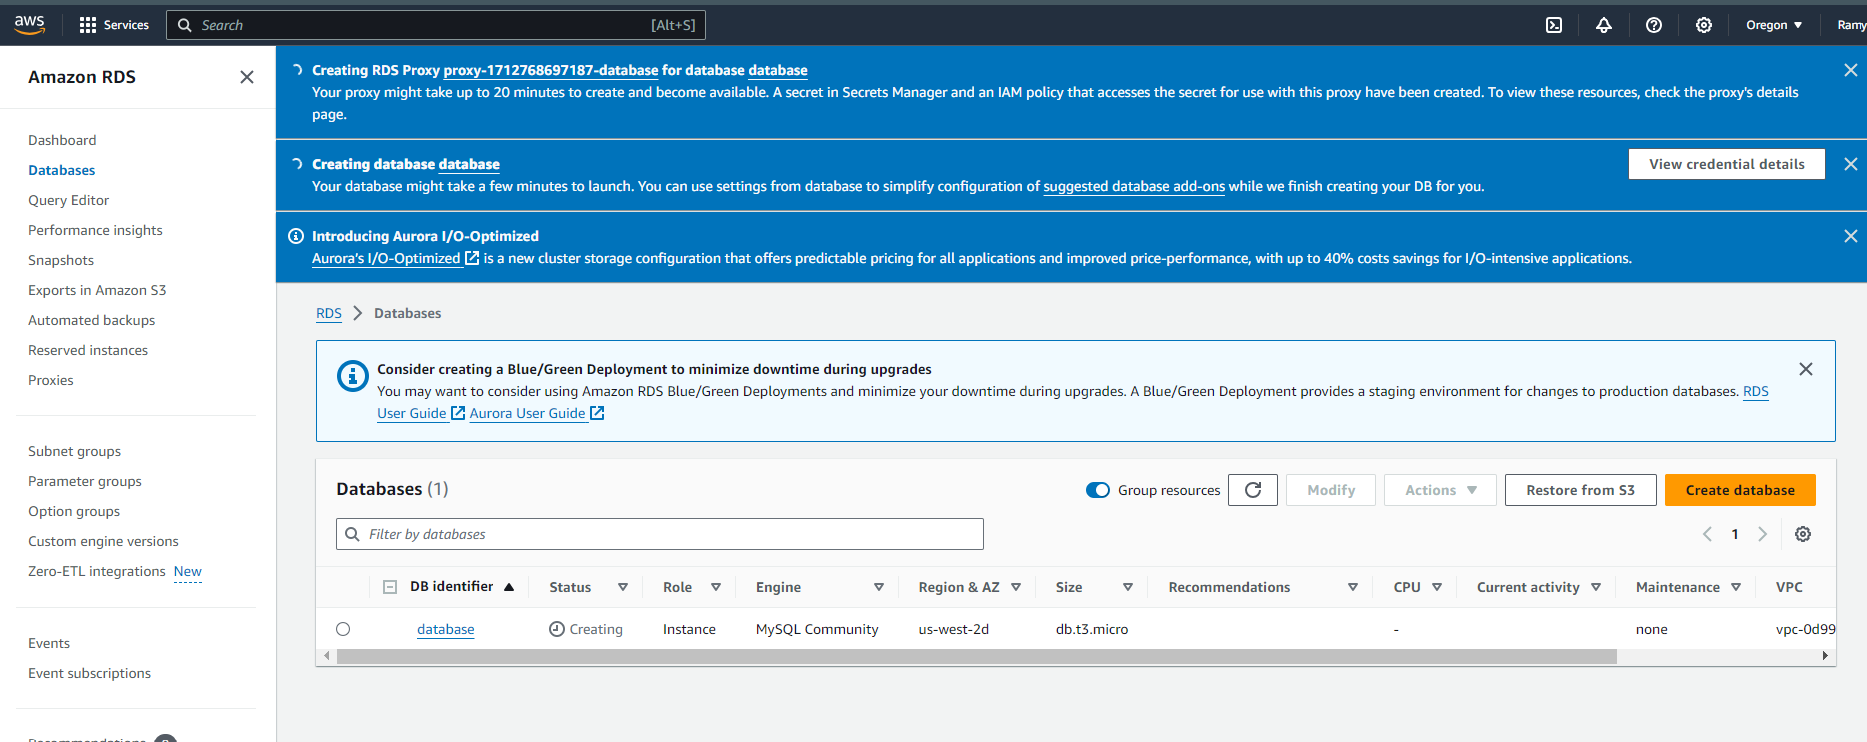 aws
Services
Search
[Alt+S]
Oregon
Ramy
Amazon RDS
Dashboard
Databases
Query Editor
Performance insights
Snapshots
Exports in Amazon S3
Automated backups
Reserved instances
Proxies
Subnet groups
Parameter groups
Option groups
Custom engine versions
Zero-ETL integrations New
Events
Event subscriptions
Recommendations
Creating RDS Proxy proxy-1712768697187-database for database database
Your proxy might take up to 20 minutes to create and become available. A secret in Secrets Manager and an IAM policy that accesses the secret for use with this proxy have been created. To view these resources, check the proxy's details
page.
Creating database database
View credential details
Your database might take a few minutes to launch. You can use settings from database to simplify configuration of suggested database add-ons while we finish creating your DB for you.
Introducing Aurora I/O-Optimized
Aurora's I/O-Optimized is a new cluster storage configuration that offers predictable pricing for all applications and improved price-performance, with up to 40% costs savings for I/O-intensive applications.
RDS > Databases
Consider creating a Blue/Green Deployment to minimize downtime during upgrades
You may want to consider using Amazon RDS Blue/Green Deployments and minimize your downtime during upgrades. A Blue/Green Deployment provides a staging environment for changes to production databases. RDS
User Guide Aurora User Guide
Databases (1)
Group resources
Modify
Actions
Restore from S3
Create database
Filter by databases
1
DB identifier Status Role Engine Region & AZ Size Recommendations CPU Current activity Maintenance VPC
database Creating Instance MySQL Community us-west-2d db.t3.micro - none vpc-0d99